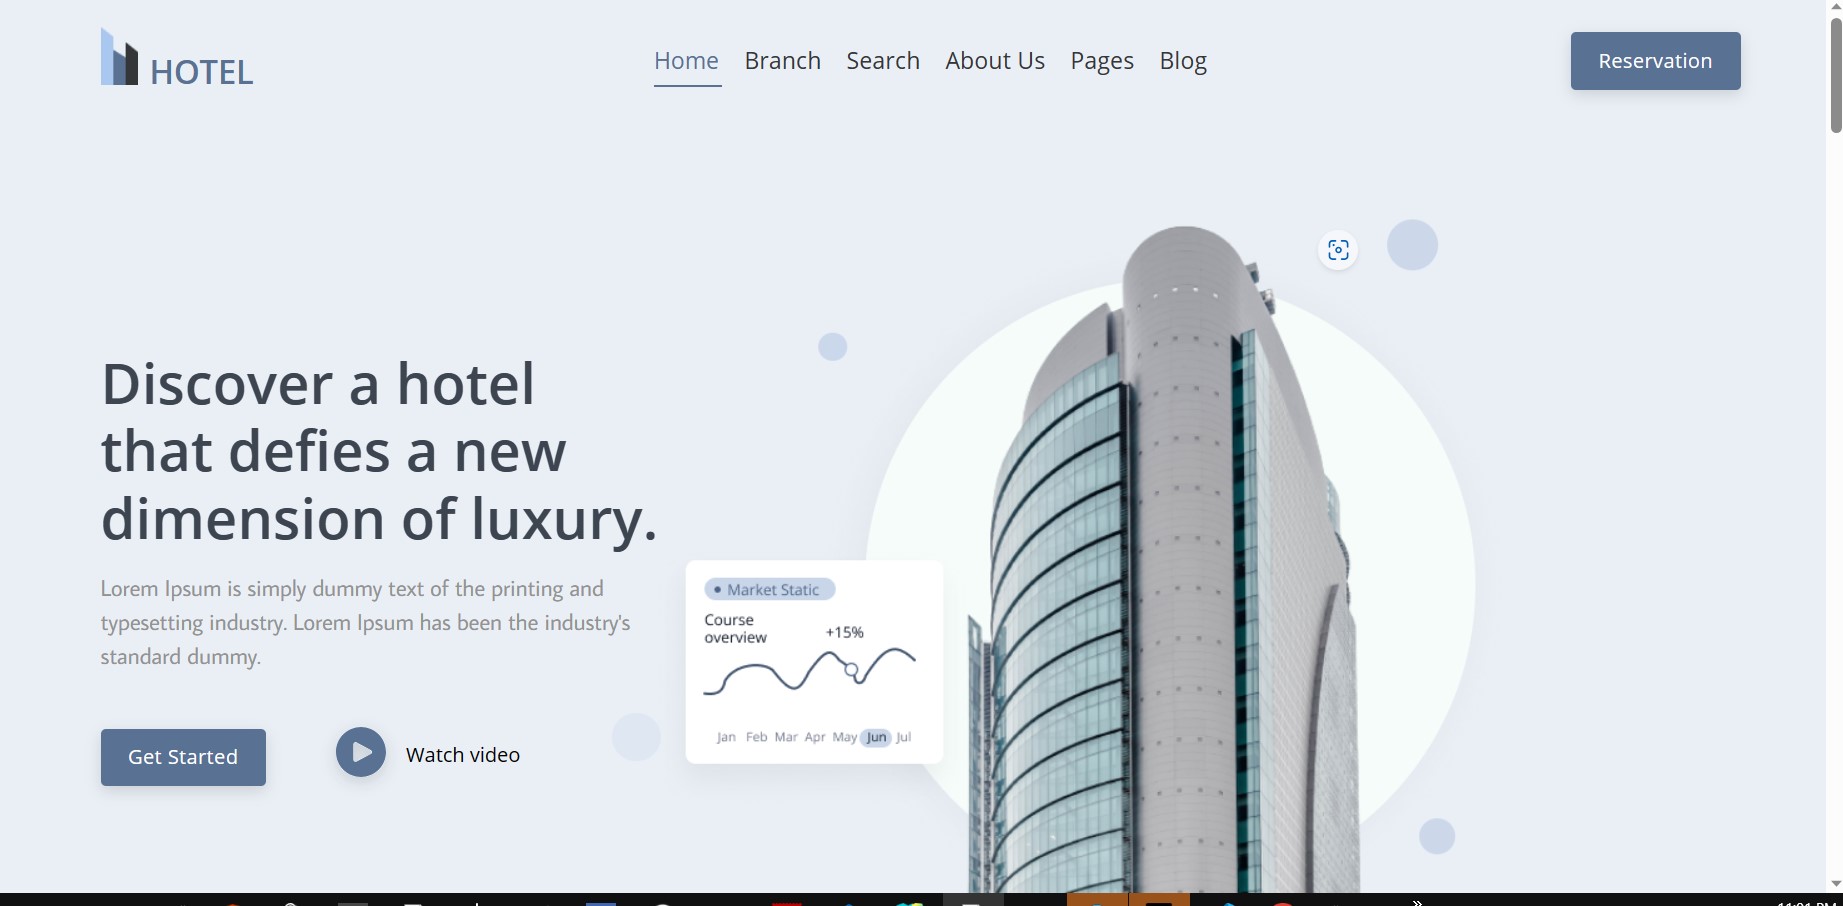 HOTEL
Home Branch Search About Us Pages Blog
Reservation
Discover a hotel
that defies a new
dimension of luxury.
Lorem Ipsum is simply dummy text of the printing and
typesetting industry. Lorem Ipsum has been the industry's
standard dummy.
Get Started
Watch video
Market Static
Course
overview
+15%
Jan Feb Mar Apr May Jun Jul